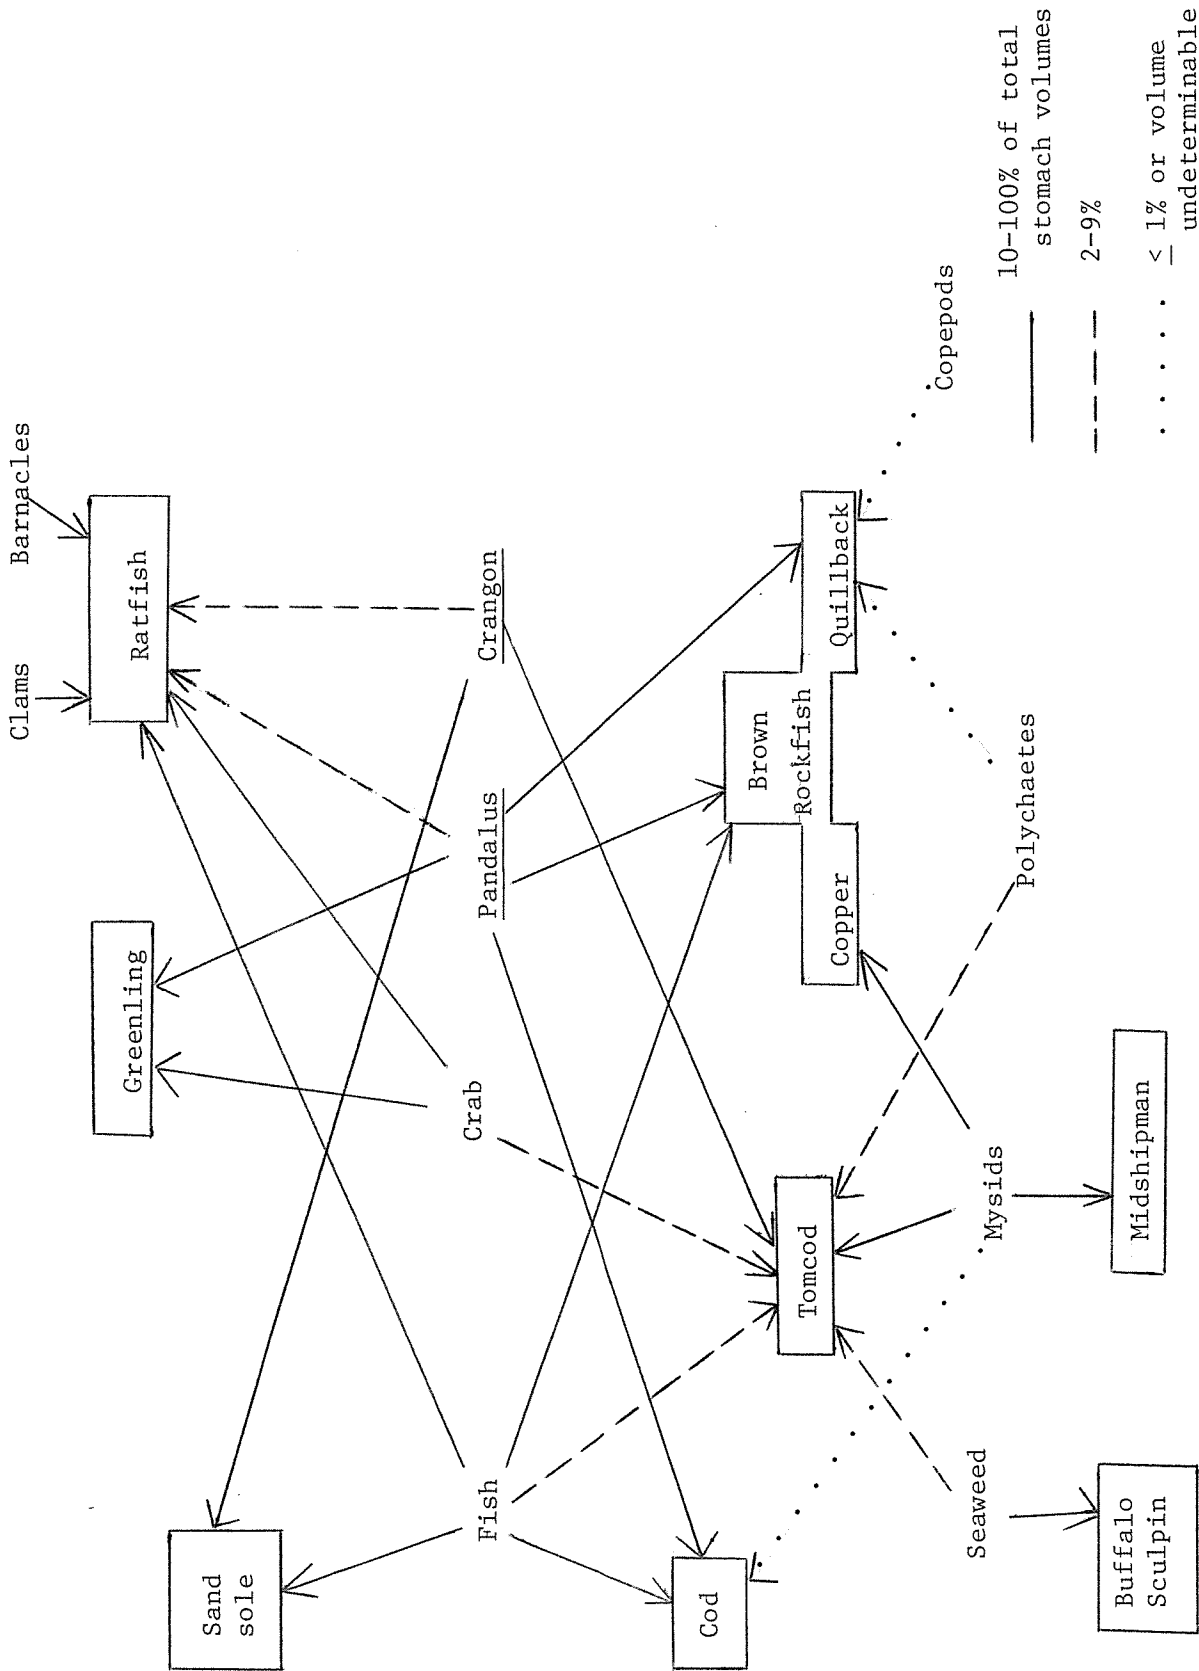 Clams
Barnacles
Greenling
Ratfish
Sand
sole
Fish
Crab
Pandalus
Crangon
Cod
Tomcod
Copper
Brown
Rockfish
Quillback
Seaweed
Mysids
Polychaetes
Copepods
Buffalo
Sculpin
Midshipman
10-100% of total
stomach volumes
2-9%
≤ 1% or volume
undeterminable